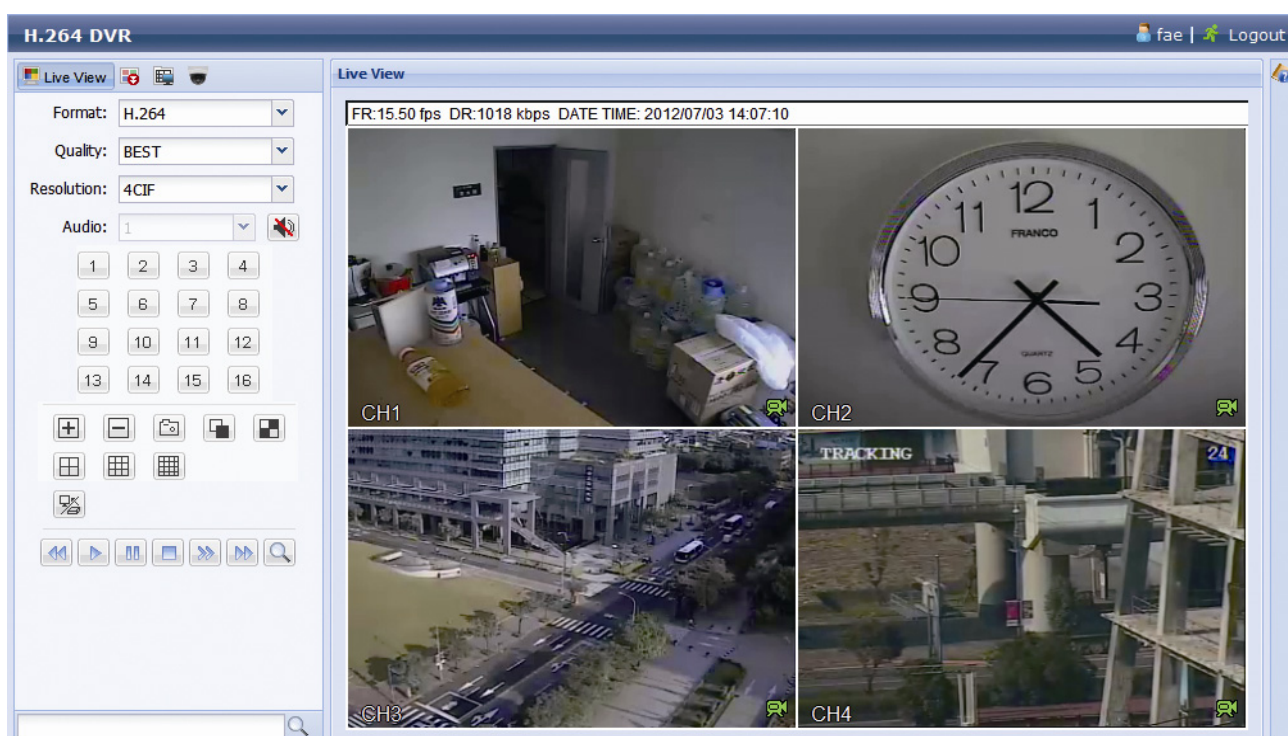 H.264 DVR
fae | Logout
Live View
Live View
Format: H.264
Quality: BEST
Resolution: 4CIF
Audio: 1
1 2 3 4
5 6 7 8
9 10 11 12
13 14 15 16
FR:15.50 fps DR:1018 kbps DATE TIME: 2012/07/03 14:07:10
CH1
12
1
2
3
4
5
6
7
8
9
10
11
FRANCO
QUARTZ
CH2
CH3
TRACKING
24
CH4